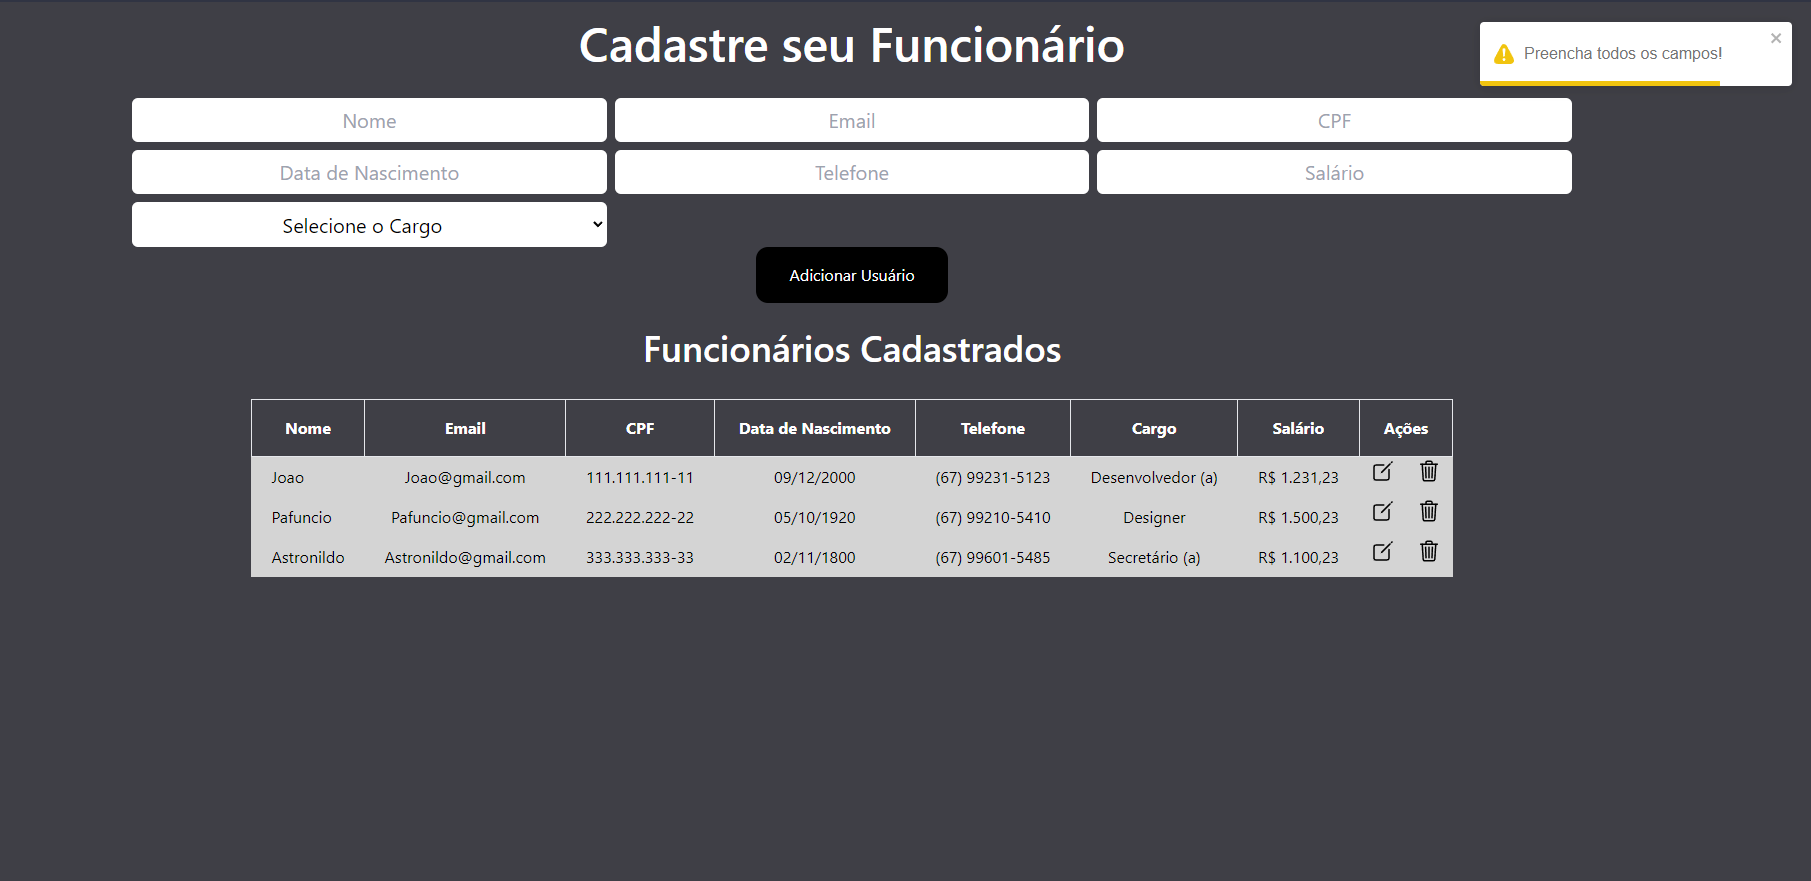 Cadastre seu Funcionário
Preencha todos os campos!
Nome Email CPF
Data de Nascimento Telefone Salário
Selecione o Cargo
Adicionar Usuário
Funcionários Cadastrados
Nome Email CPF Data de Nascimento Telefone Cargo Salário Ações
Joao Joao@gmail.com 111.111.111-11 09/12/2000 (67) 99231-5123 Desenvolvedor (a) R$ 1.231,23
Pafuncio Pafuncio@gmail.com 222.222.222-22 05/10/1920 (67) 99210-5410 Designer R$ 1.500,23
Astronildo Astronildo@gmail.com 333.333.333-33 02/11/1800 (67) 99601-5485 Secretário (a) R$ 1.100,23